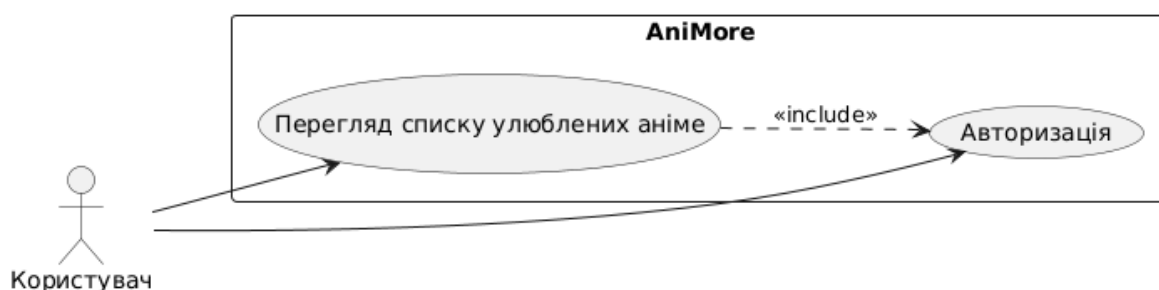 AniMore
Перегляд списку улюблених аніме
«include»
Авторизація
Користувач